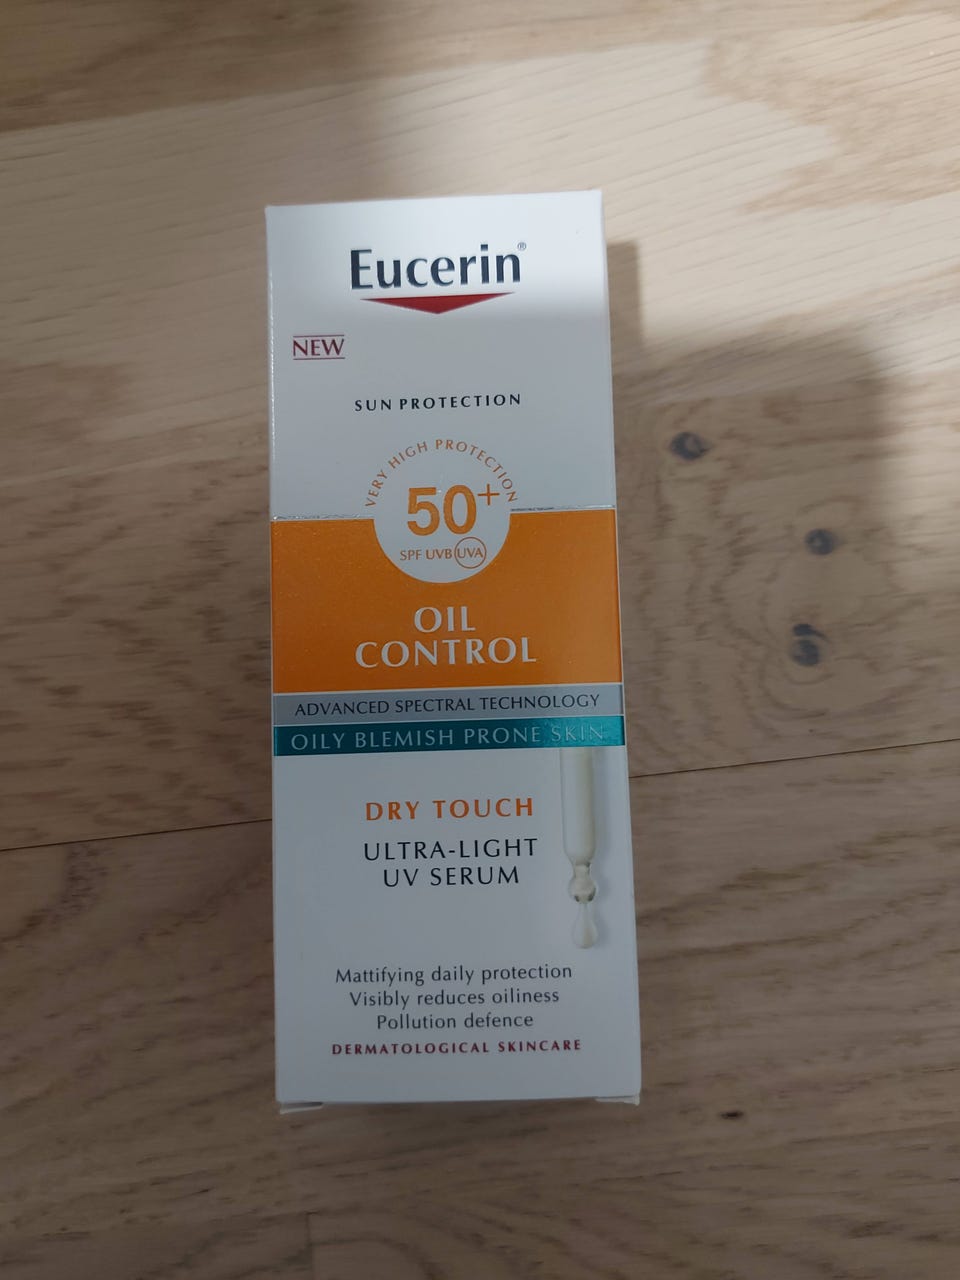 Eucerin®
NEW
SUN PROTECTION
VERY HIGH PROTECTION
50+
SPF UVB UVA
OIL
CONTROL
ADVANCED SPECTRAL TECHNOLOGY
OILY BLEMISH PRONE SKIN
DRY TOUCH
ULTRA-LIGHT
UV SERUM
Mattifying daily protection
Visibly reduces oiliness
Pollution defence
DERMATOLOGICAL SKINCARE